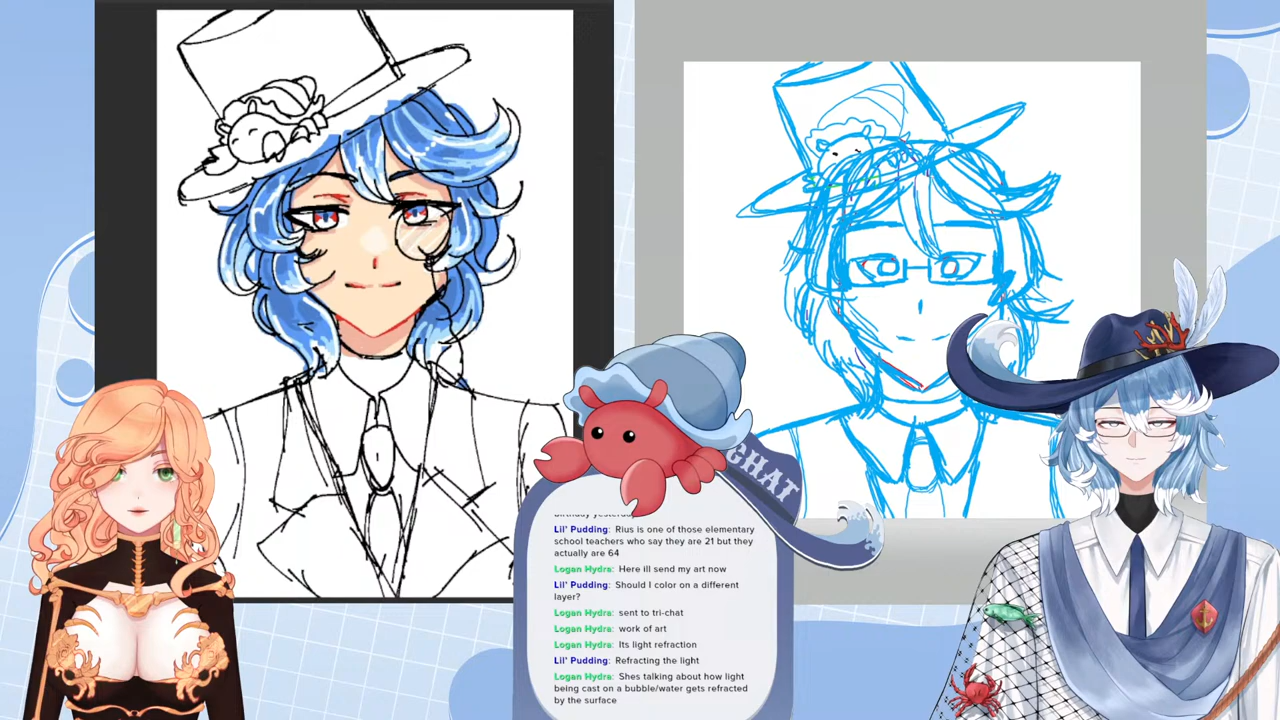 CHAT
birthday yesterday
Lil' Pudding: Rius is one of those elementary
school teachers who say they are 21 but they
actually are 64
Logan Hydra: Here ill send my art now
Lil' Pudding: Should I color on a different
layer?
Logan Hydra: sent to tri-chat
Logan Hydra: work of art
Logan Hydra: Its light refraction
Lil' Pudding: Refracting the light
Logan Hydra: Shes talking about how light
being cast on a bubble/water gets refracted
by the surface